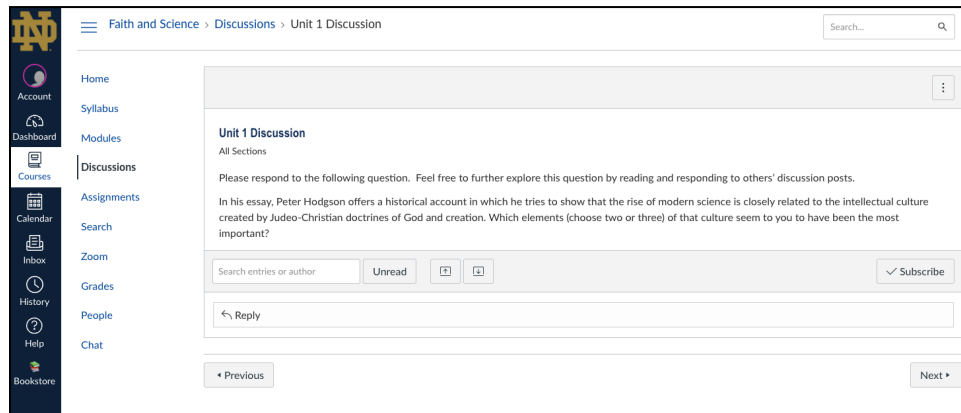 Faith and Science › Discussions › Unit 1 Discussion
Search...
Account
Dashboard
Courses
Calendar
Inbox
History
Help
Bookstore
Home
Syllabus
Modules
Discussions
Assignments
Search
Zoom
Grades
People
Chat
Unit 1 Discussion
All Sections
Please respond to the following question.  Feel free to further explore this question by reading and responding to others' discussion posts.
In his essay, Peter Hodgson offers a historical account in which he tries to show that the rise of modern science is closely related to the intellectual culture
created by Judeo-Christian doctrines of God and creation. Which elements (choose two or three) of that culture seem to you to have been the most
important?
Search entries or author
Unread
Subscribe
Reply
Previous
Next